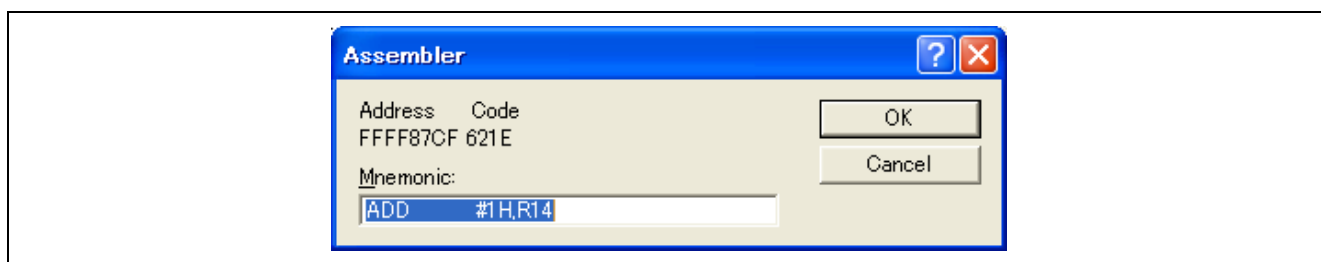 Assembler
Address Code
FFFF87CF 621E
OK
Mnemonic:
Cancel
ADD #1H,R14